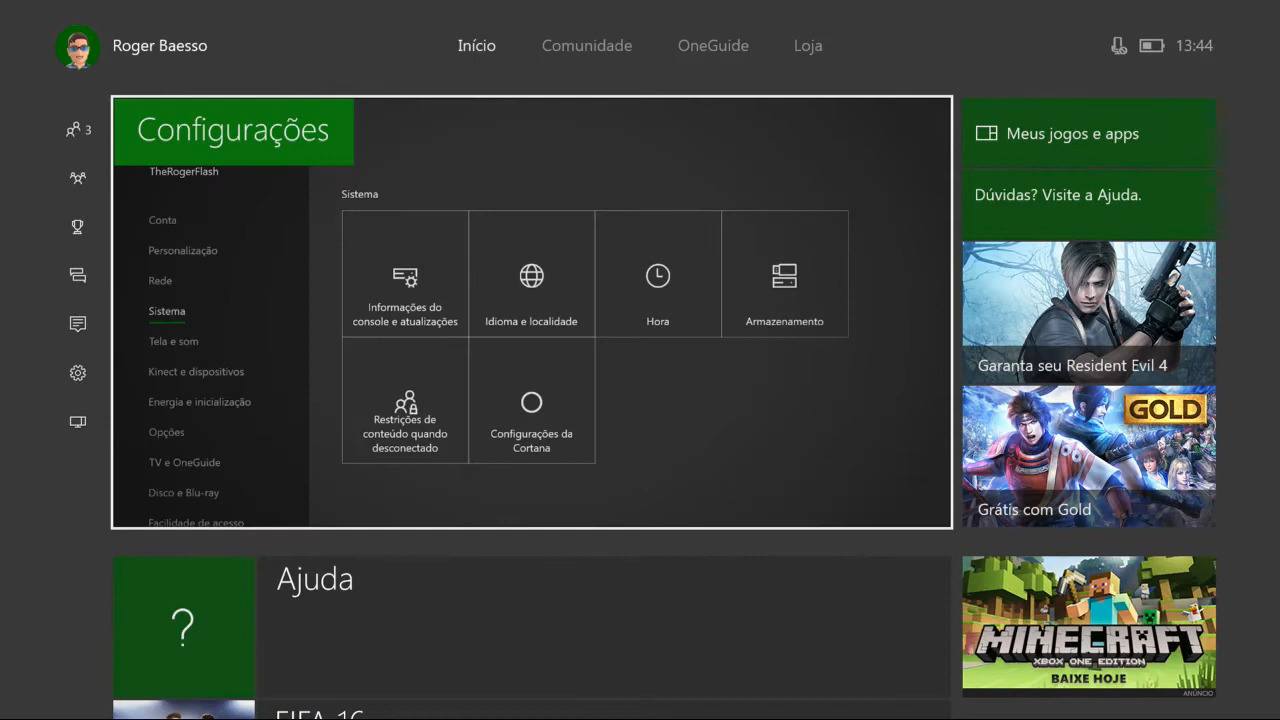 Roger Baesso
Início
Comunidade
OneGuide
Loja
13:44
3
Configurações
TheRogerFlash
Conta
Personalização
Rede
Sistema
Tela e som
Kinect e dispositivos
Energia e inicialização
Opções
TV e OneGuide
Disco e Blu-ray
Facilidade de acesso
Sistema
Informações do
console e atualizações
Idioma e localidade
Hora
Armazenamento
Restrições de
conteúdo quando
desconectado
Configurações da
Cortana
Meus jogos e apps
Dúvidas? Visite a Ajuda.
Garanta seu Resident Evil 4
GOLD
Grátis com Gold
?
Ajuda
MINECRAFT
XBOX ONE EDITION
BAIXE HOJE
ANÚNCIO
FIFA 16